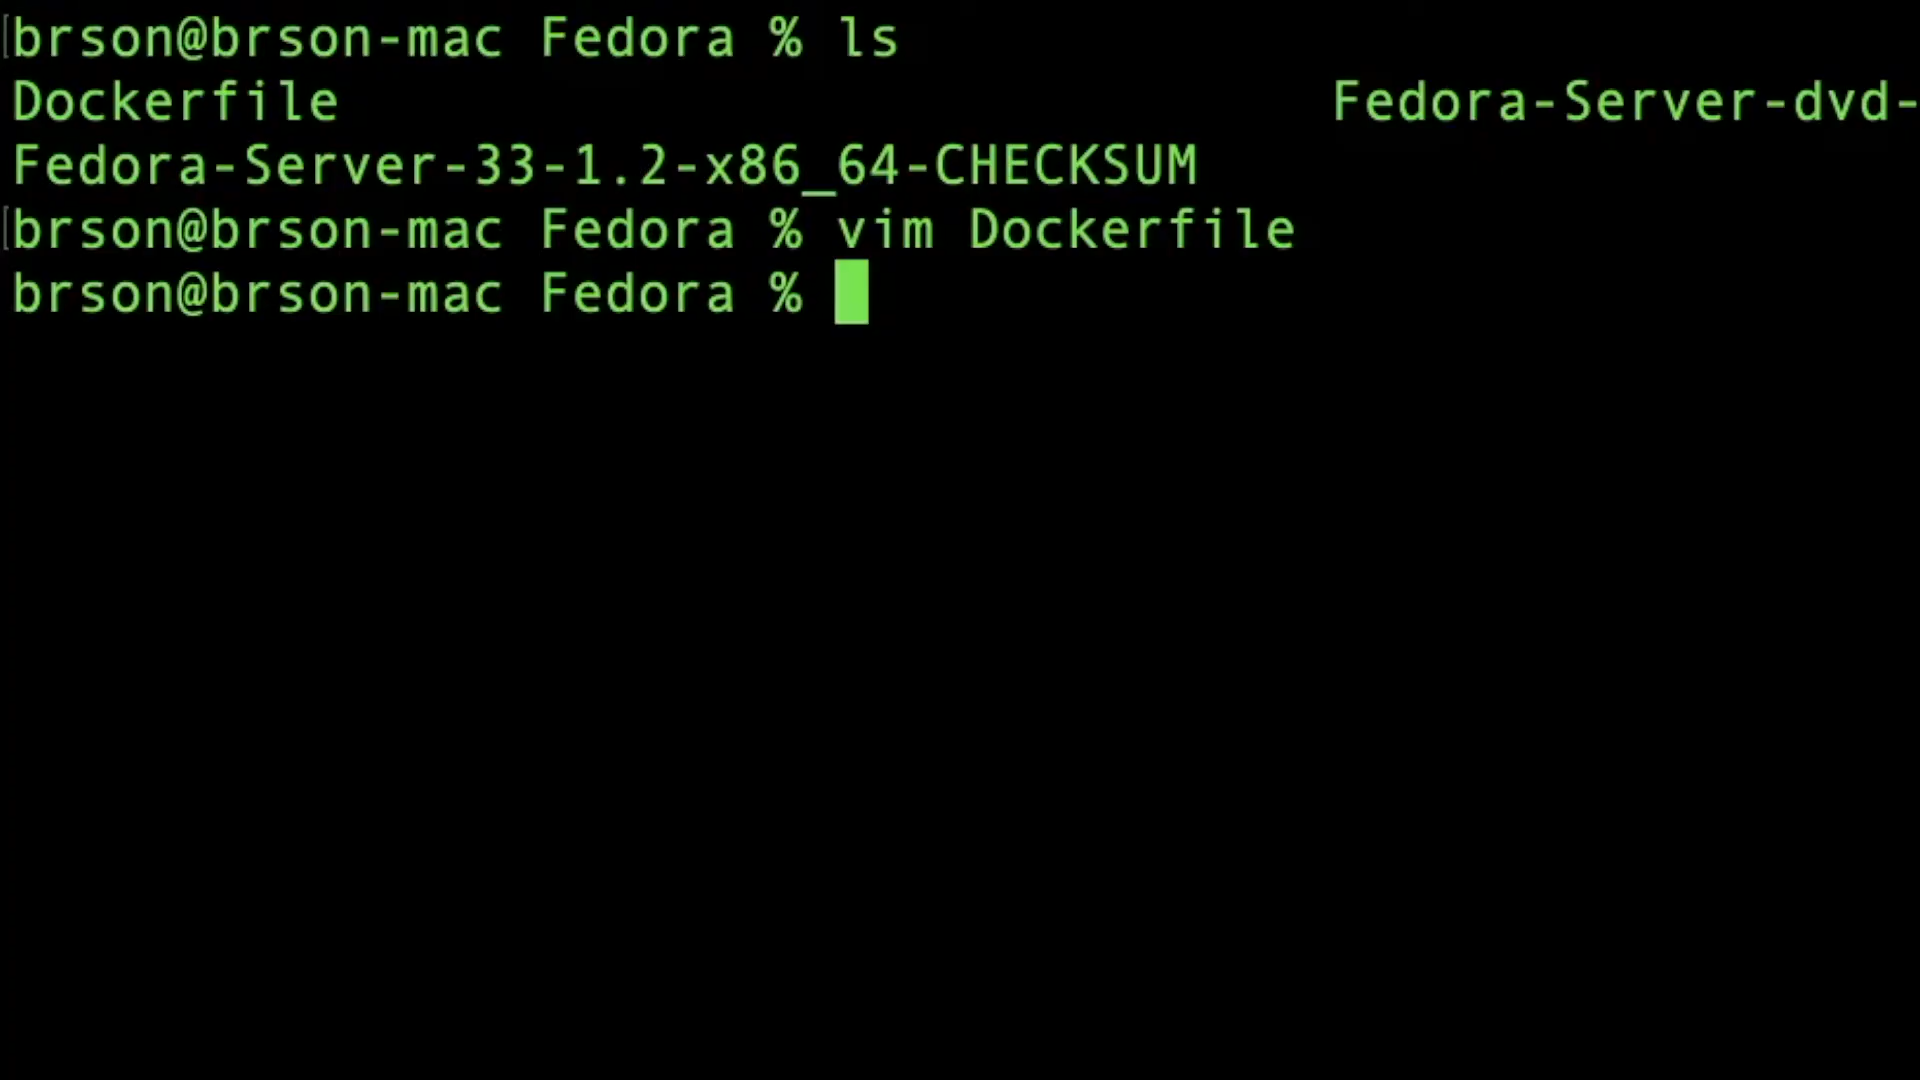 brson@brson-mac Fedora % ls
Dockerfile Fedora-Server-dvd-
Fedora-Server-33-1.2-x86_64-CHECKSUM
brson@brson-mac Fedora % vim Dockerfile
brson@brson-mac Fedora %